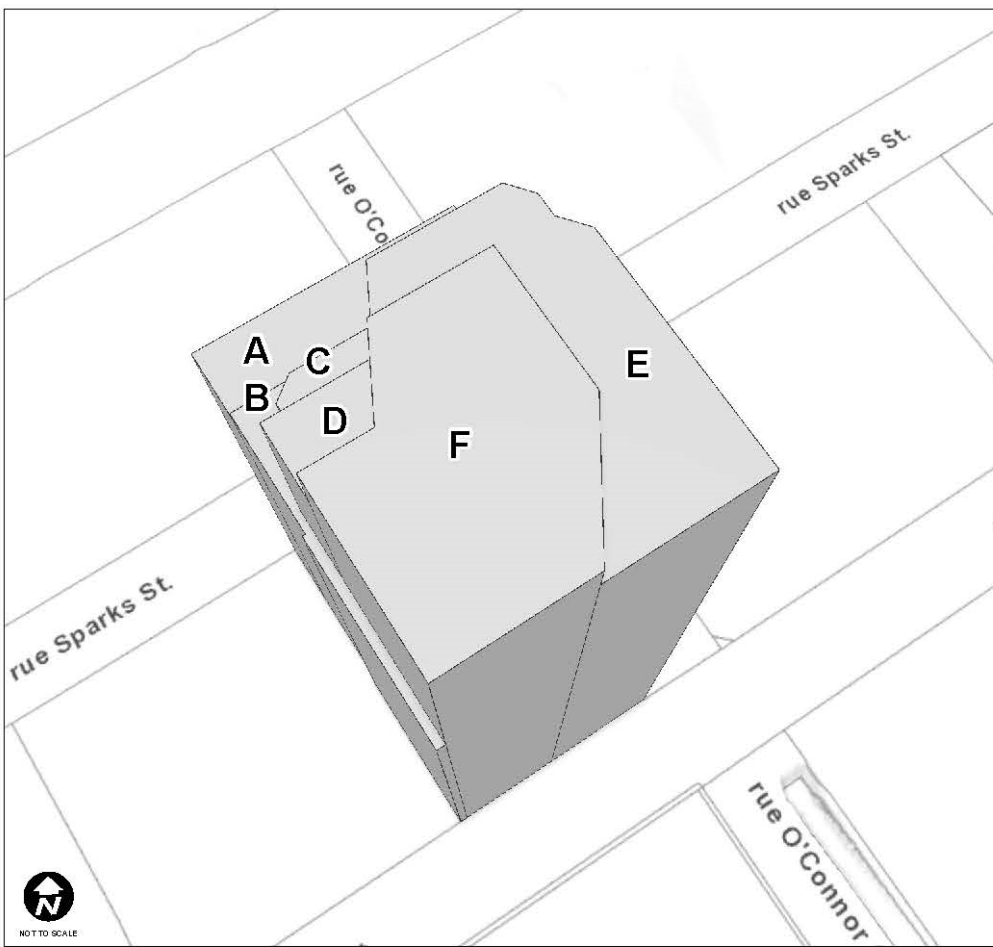 rue O'Co
rue Sparks St.
A
C
B
D
E
F
rue Sparks St.
rue O'Connor
N
NOT TO SCALE